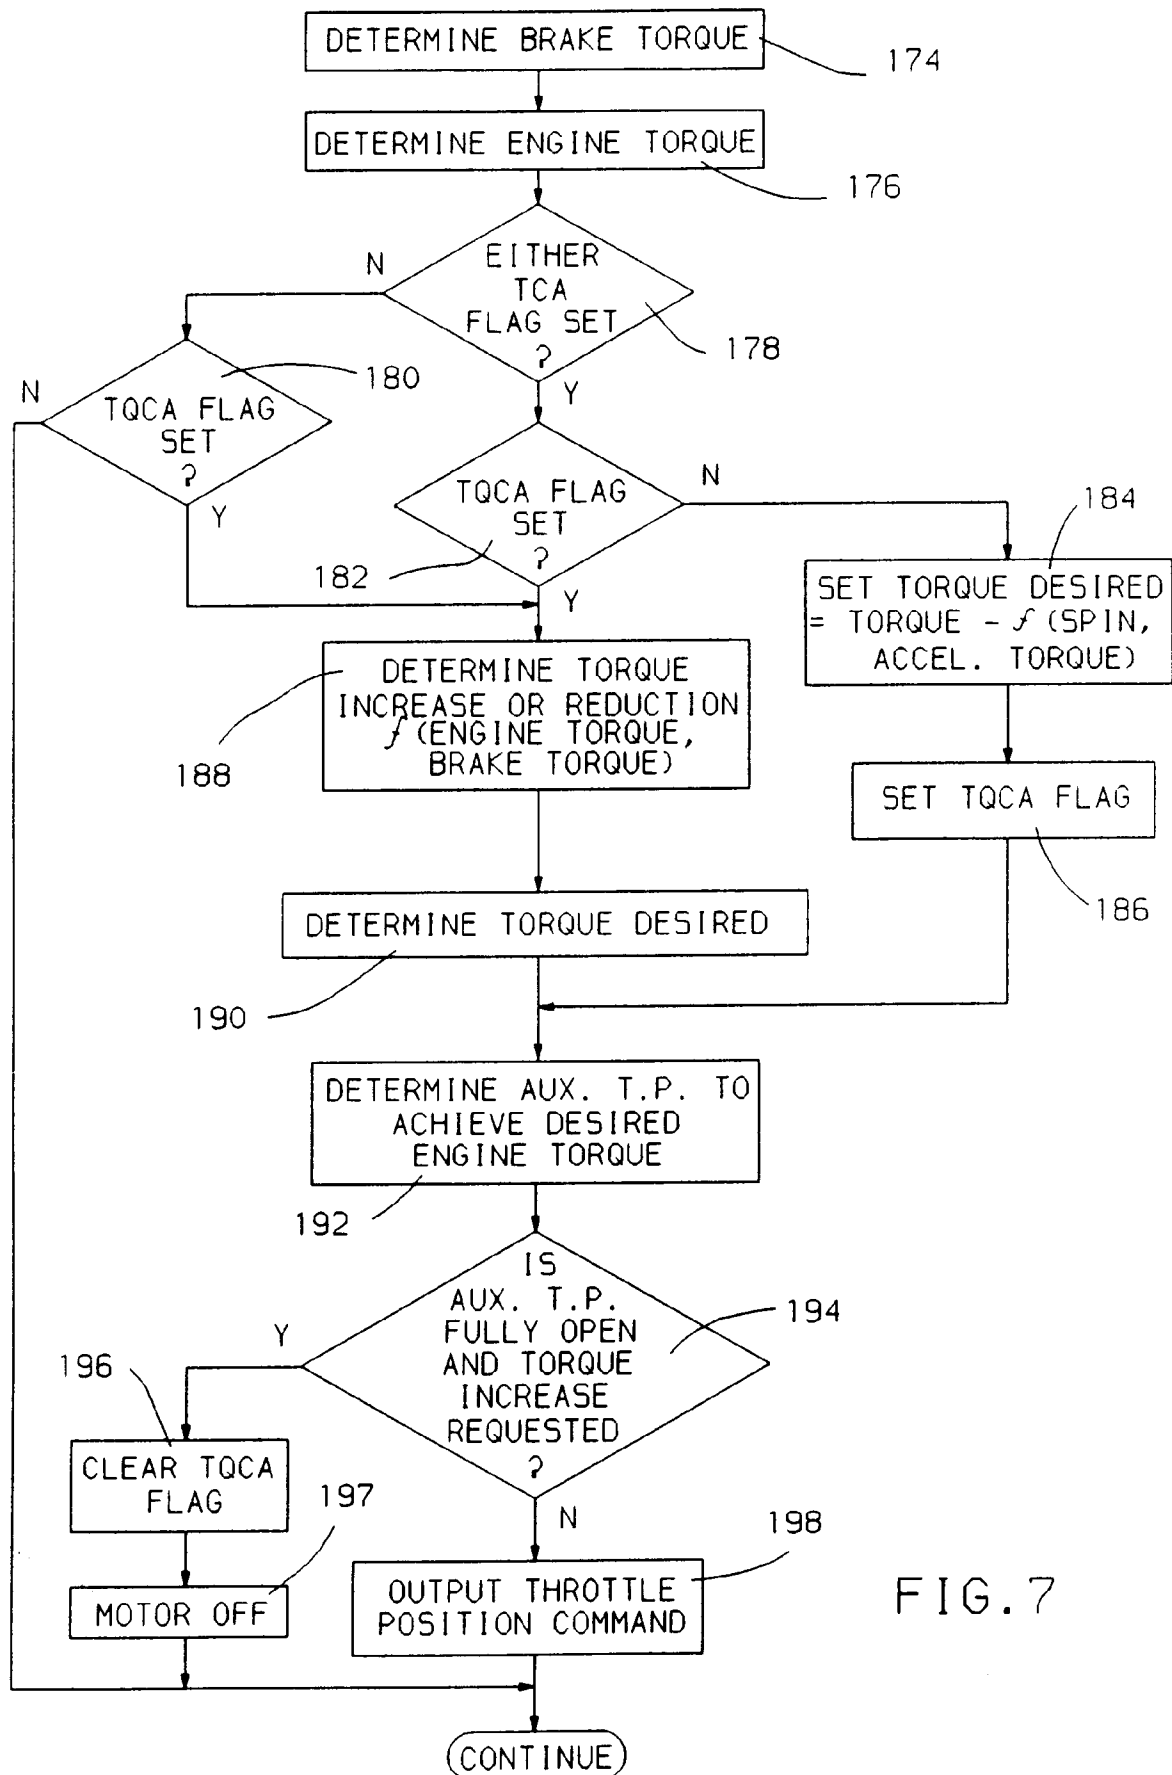 DETERMINE BRAKE TORQUE
174
DETERMINE ENGINE TORQUE
176
EITHER
TCA
FLAG SET
?
N
178
Y
180
N
TQCA FLAG
SET
?
Y
TQCA FLAG
SET
?
N
182
Y
184
SET TORQUE DESIRED
= TORQUE - f (SPIN,
ACCEL. TORQUE)
DETERMINE TORQUE
INCREASE OR REDUCTION
f (ENGINE TORQUE,
BRAKE TORQUE)
188
SET TQCA FLAG
186
DETERMINE TORQUE DESIRED
190
DETERMINE AUX. T.P. TO
ACHIEVE DESIRED
ENGINE TORQUE
192
IS
AUX. T.P.
FULLY OPEN
AND TORQUE
INCREASE
REQUESTED
?
194
Y
N
196
CLEAR TQCA
FLAG
197
MOTOR OFF
198
OUTPUT THROTTLE
POSITION COMMAND
FIG.7
CONTINUE